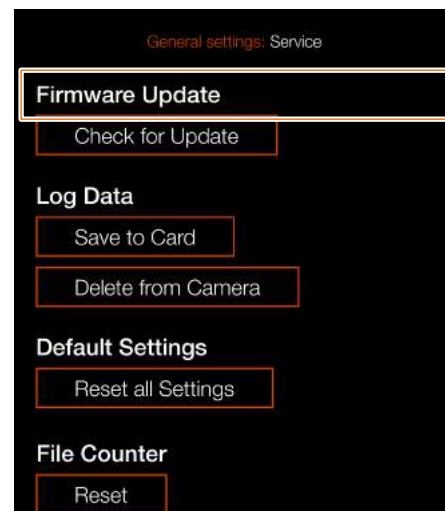 General settings: Service
Firmware Update
Check for Update
Log Data
Save to Card
Delete from Camera
Default Settings
Reset all Settings
File Counter
Reset